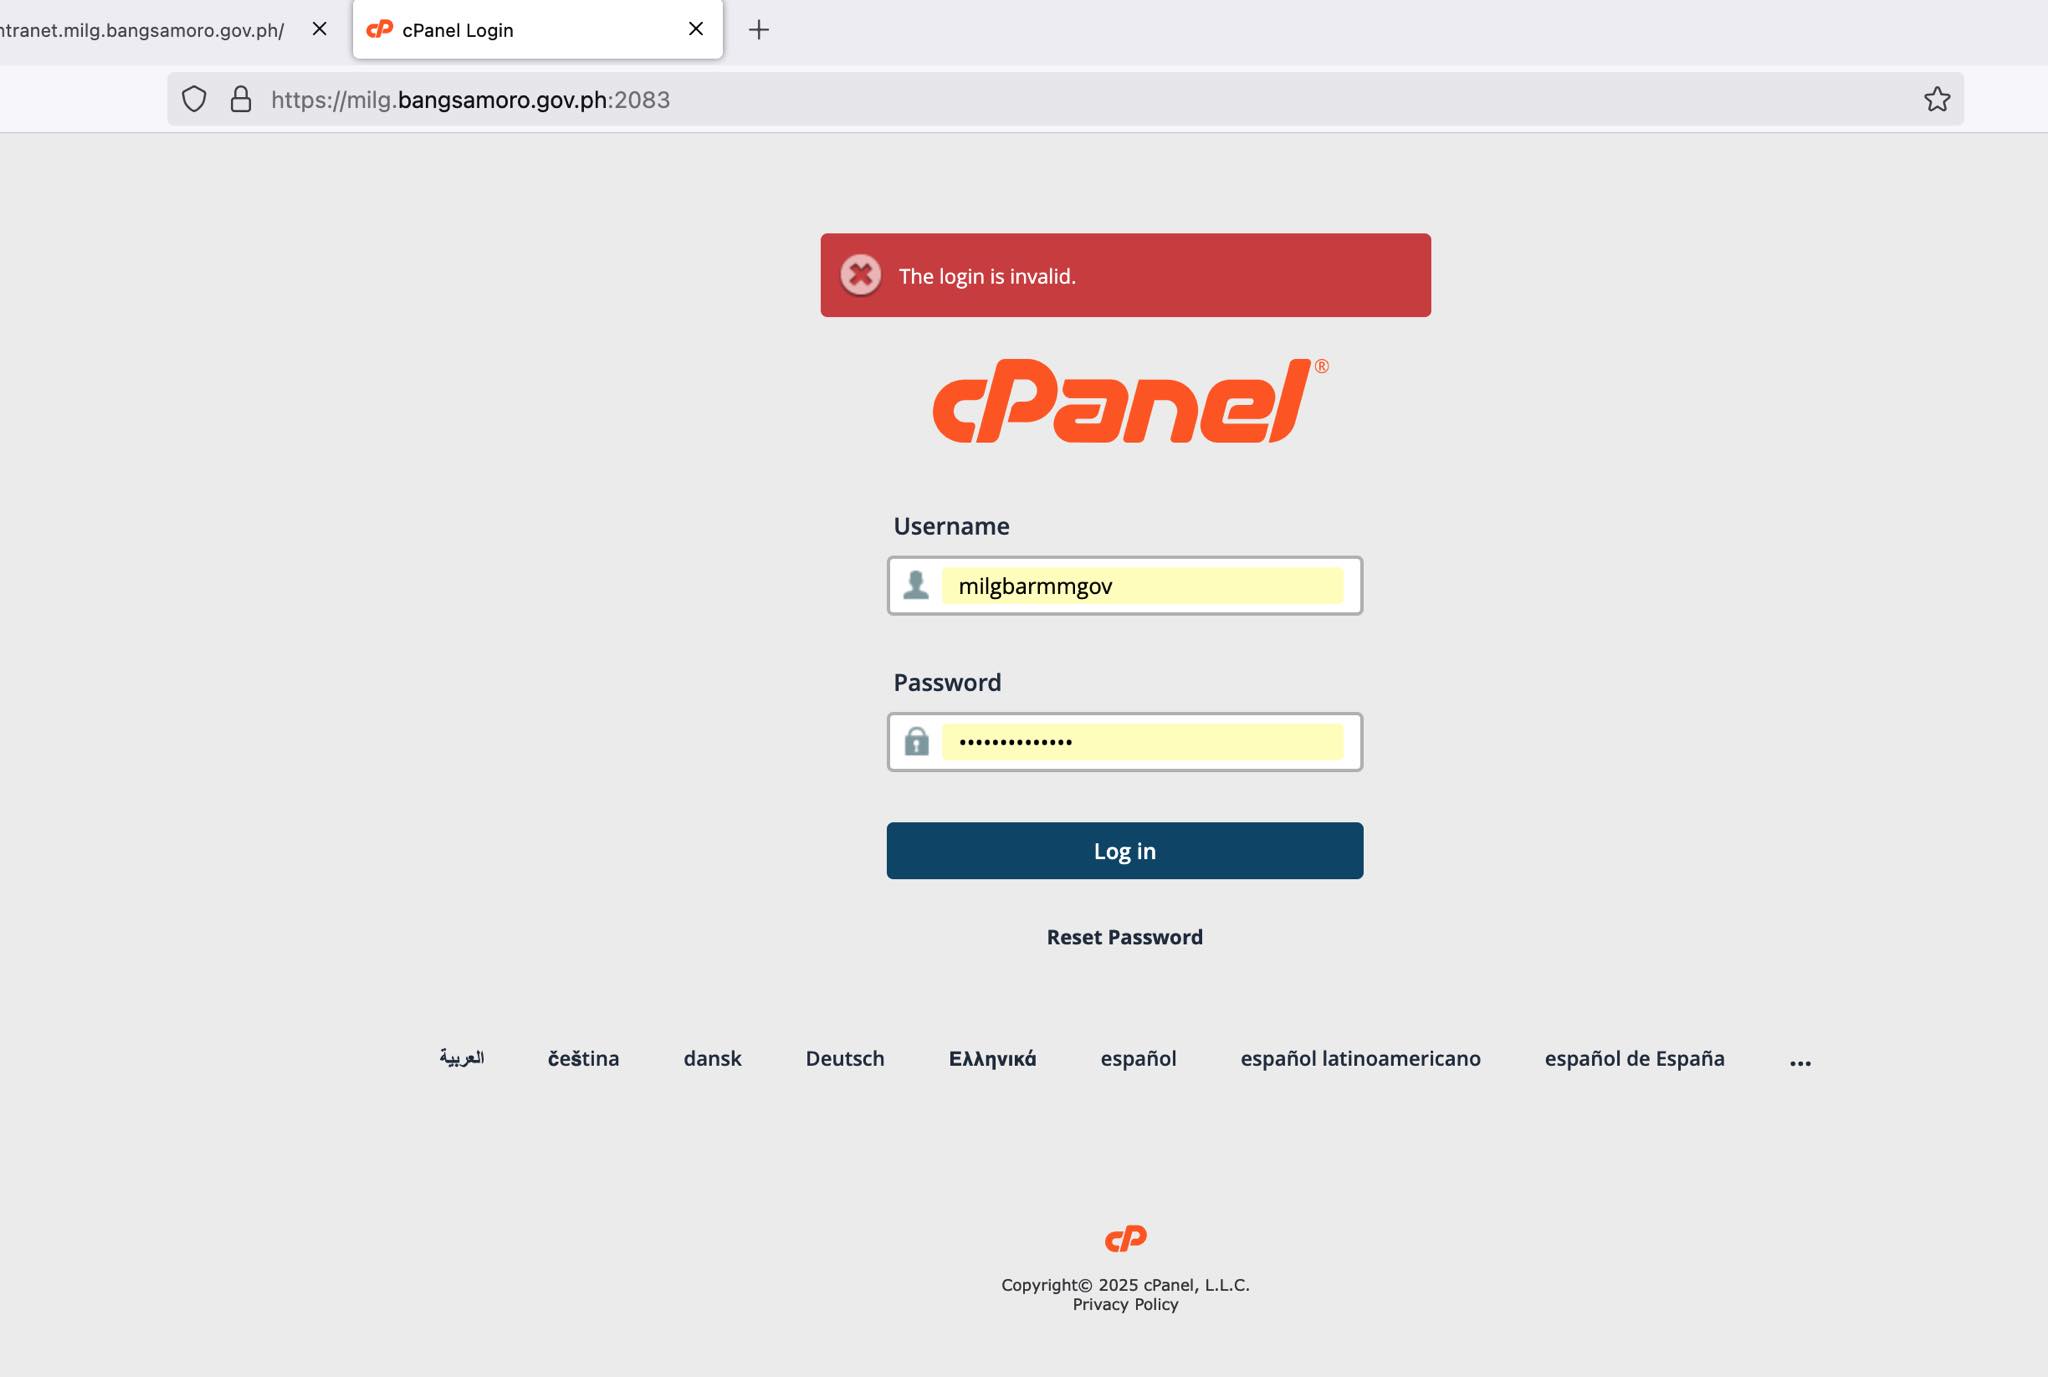 ntranet.milg.bangsamoro.gov.ph/
cPanel Login
https://milg.bangsamoro.gov.ph:2083
The login is invalid.
cPanel®
Username
milgbarmmgov
Password
••••••••••••••
Log in
Reset Password
العربية čeština dansk Deutsch Ελληνικά español español latinoamericano español de España ...
cP
Copyright© 2025 cPanel, L.L.C.
Privacy Policy